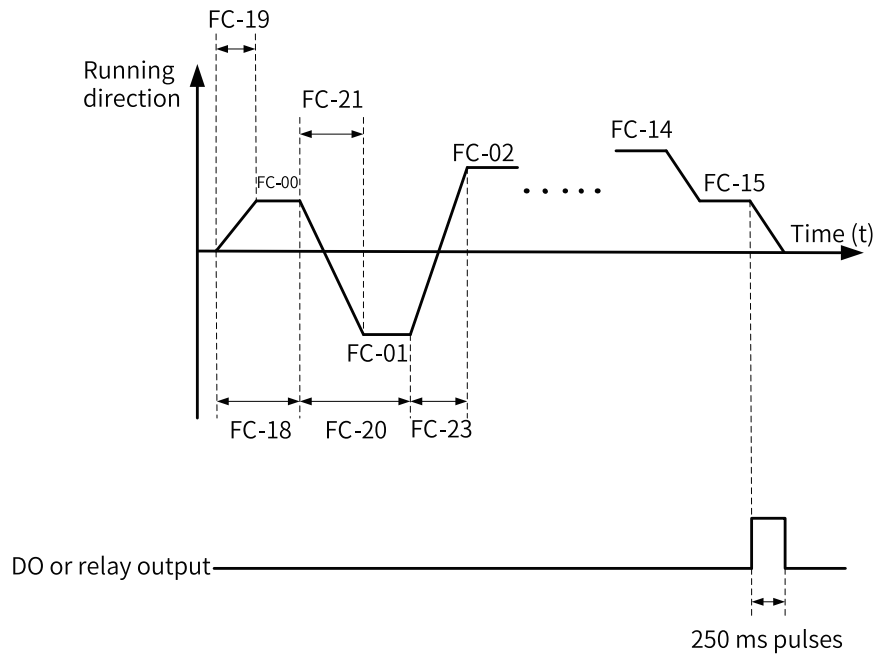 FC-19
Running
direction
FC-21
FC-14
FC-02
FC-00
FC-15
Time (t)
FC-01
FC-18
FC-20
FC-23
DO or relay output
250 ms pulses